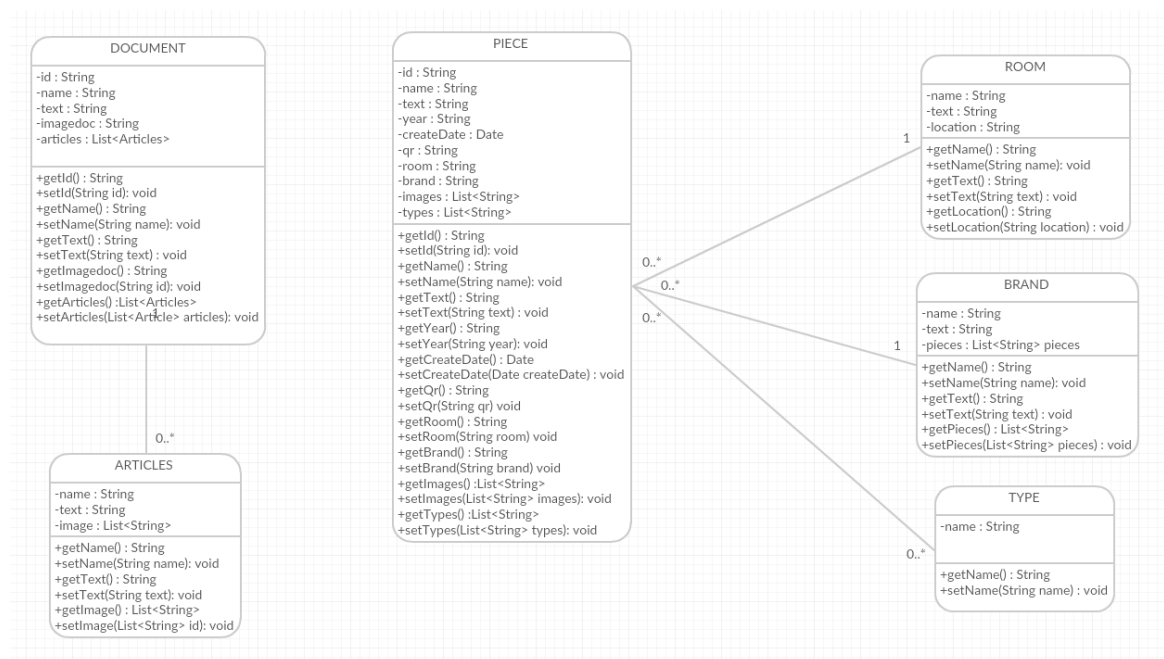 DOCUMENT
-id : String
-name : String
-text : String
-imagedoc : String
-articles : List<Articles>
+getId() : String
+setId(String id): void
+getName() : String
+setName(String name): void
+getText() : String
+setText(String text) : void
+getImagedoc() : String
+setImagedoc(String id): void
+getArticles() :List<Articles>
+setArticles(List<Article> articles): void
1
0..*
ARTICLES
-name : String
-text : String
-image : List<String>
+getName() : String
+setName(String name): void
+getText() : String
+setText(String text): void
+getImage() : List<String>
+setImage(List<String> id): void
PIECE
-id : String
-name : String
-text : String
-year : String
-createDate : Date
-qr : String
-room : String
-brand : String
-images : List<String>
-types : List<String>
+getId() : String
+setId(String id): void
+getName() : String
+setName(String name): void
+getText() : String
+setText(String text) : void
+getYear() : String
+setYear(String year): void
+getCreateDate() : Date
+setCreateDate(Date createDate) : void
+getQr() : String
+setQr(String qr) void
+getRoom() : String
+setRoom(String room) void
+getBrand() : String
+setBrand(String brand) void
+getImages() :List<String>
+setImages(List<String> images): void
+getTypes() :List<String>
+setTypes(List<String> types): void
0..*
0..*
0..*
1
1
0..*
ROOM
-name : String
-text : String
-location : String
+getName() : String
+setName(String name): void
+getText() : String
+setText(String text) : void
+getLocation() : String
+setLocation(String location) : void
BRAND
-name : String
-text : String
-pieces : List<String> pieces
+getName() : String
+setName(String name): void
+getText() : String
+setText(String text) : void
+getPieces() : List<String>
+setPieces(List<String> pieces) : void
TYPE
-name : String
+getName() : String
+setName(String name) : void